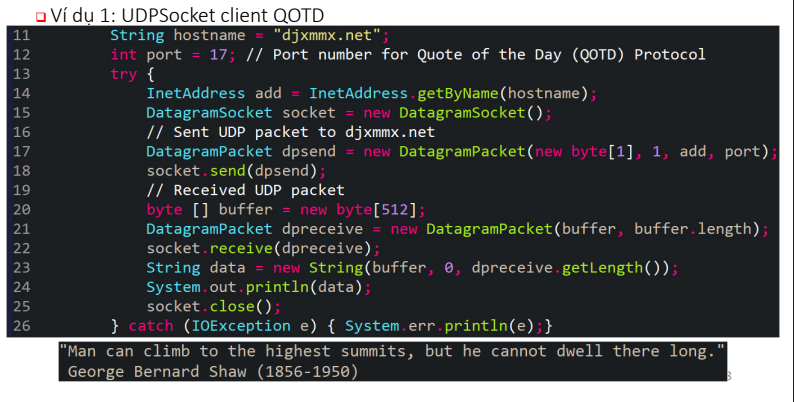 Ví dụ 1: UDPSocket client QOTD
11 String hostname = "djxmmx.net";
12 int port = 17; // Port number for Quote of the Day (QOTD) Protocol
13 try {
14 InetAddress add = InetAddress.getByName(hostname);
15 DatagramSocket socket = new DatagramSocket();
16 // Sent UDP packet to djxmmx.net
17 DatagramPacket dpsend = new DatagramPacket(new byte[1], 1, add, port);
18 socket.send(dpsend);
19 // Received UDP packet
20 byte [] buffer = new byte[512];
21 DatagramPacket dpreceive = new DatagramPacket(buffer, buffer.length);
22 socket.receive(dpreceive);
23 String data = new String(buffer, 0, dpreceive.getLength());
24 System.out.println(data);
25 socket.close();
26 } catch (IOException e) { System.err.println(e);}
"Man can climb to the highest summits, but he cannot dwell there long."
George Bernard Shaw (1856-1950)